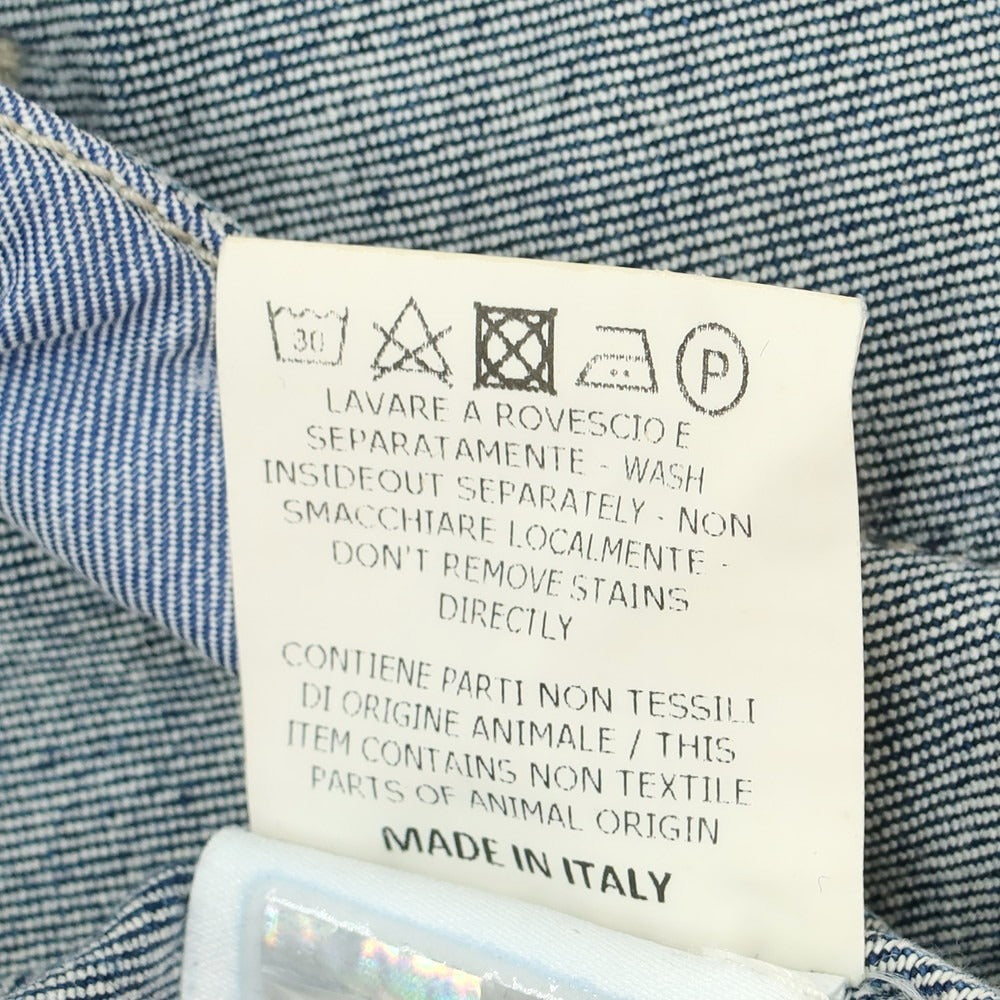 30 P
LAVARE A ROVESCIO E
SEPARATAMENTE - WASH
INSIDEOUT SEPARATELY - NON
SMACCHIARE LOCALMENTE -
DON'T REMOVE STAINS
DIRECTLY
CONTIENE PARTI NON TESSILI
DI ORIGINE ANIMALE / THIS
ITEM CONTAINS NON TEXTILE
PARTS OF ANIMAL ORIGIN
MADE IN ITALY